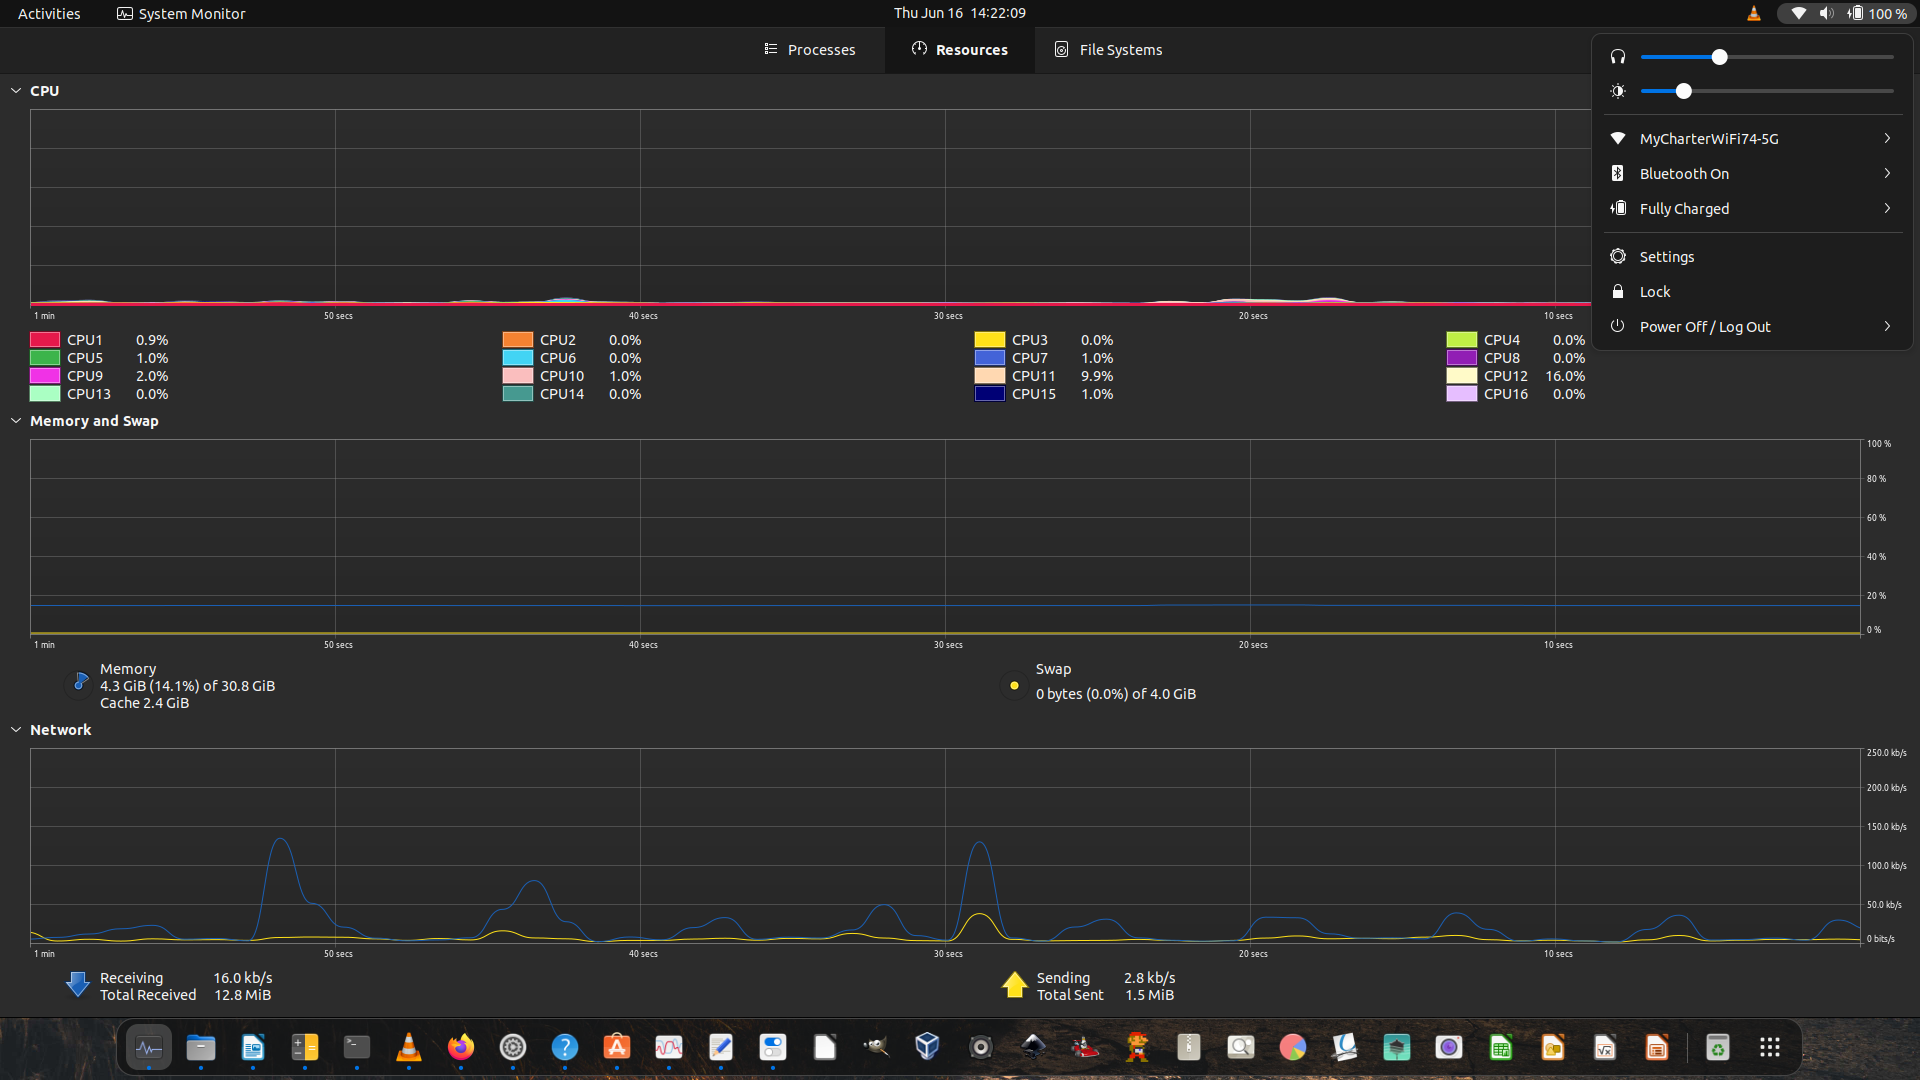 Activities System Monitor Thu Jun 16 14:22:09 100 %
Processes Resources File Systems
CPU
1 min 50 secs 40 secs 30 secs 20 secs 10 secs
CPU1 0.9% CPU2 0.0% CPU3 0.0% CPU4 0.0%
CPU5 1.0% CPU6 0.0% CPU7 1.0% CPU8 0.0%
CPU9 2.0% CPU10 1.0% CPU11 9.9% CPU12 16.0%
CPU13 0.0% CPU14 0.0% CPU15 1.0% CPU16 0.0%
MyCharterWiFi74-5G
Bluetooth On
Fully Charged
Settings
Lock
Power Off / Log Out
Memory and Swap
100 %
80 %
60 %
40 %
20 %
0 %
1 min 50 secs 40 secs 30 secs 20 secs 10 secs
Memory
4.3 GiB (14.1%) of 30.8 GiB
Cache 2.4 GiB
Swap
0 bytes (0.0%) of 4.0 GiB
Network
250.0 kb/s
200.0 kb/s
150.0 kb/s
100.0 kb/s
50.0 kb/s
0 bits/s
1 min 50 secs 40 secs 30 secs 20 secs 10 secs
Receiving 16.0 kb/s
Total Received 12.8 MiB
Sending 2.8 kb/s
Total Sent 1.5 MiB